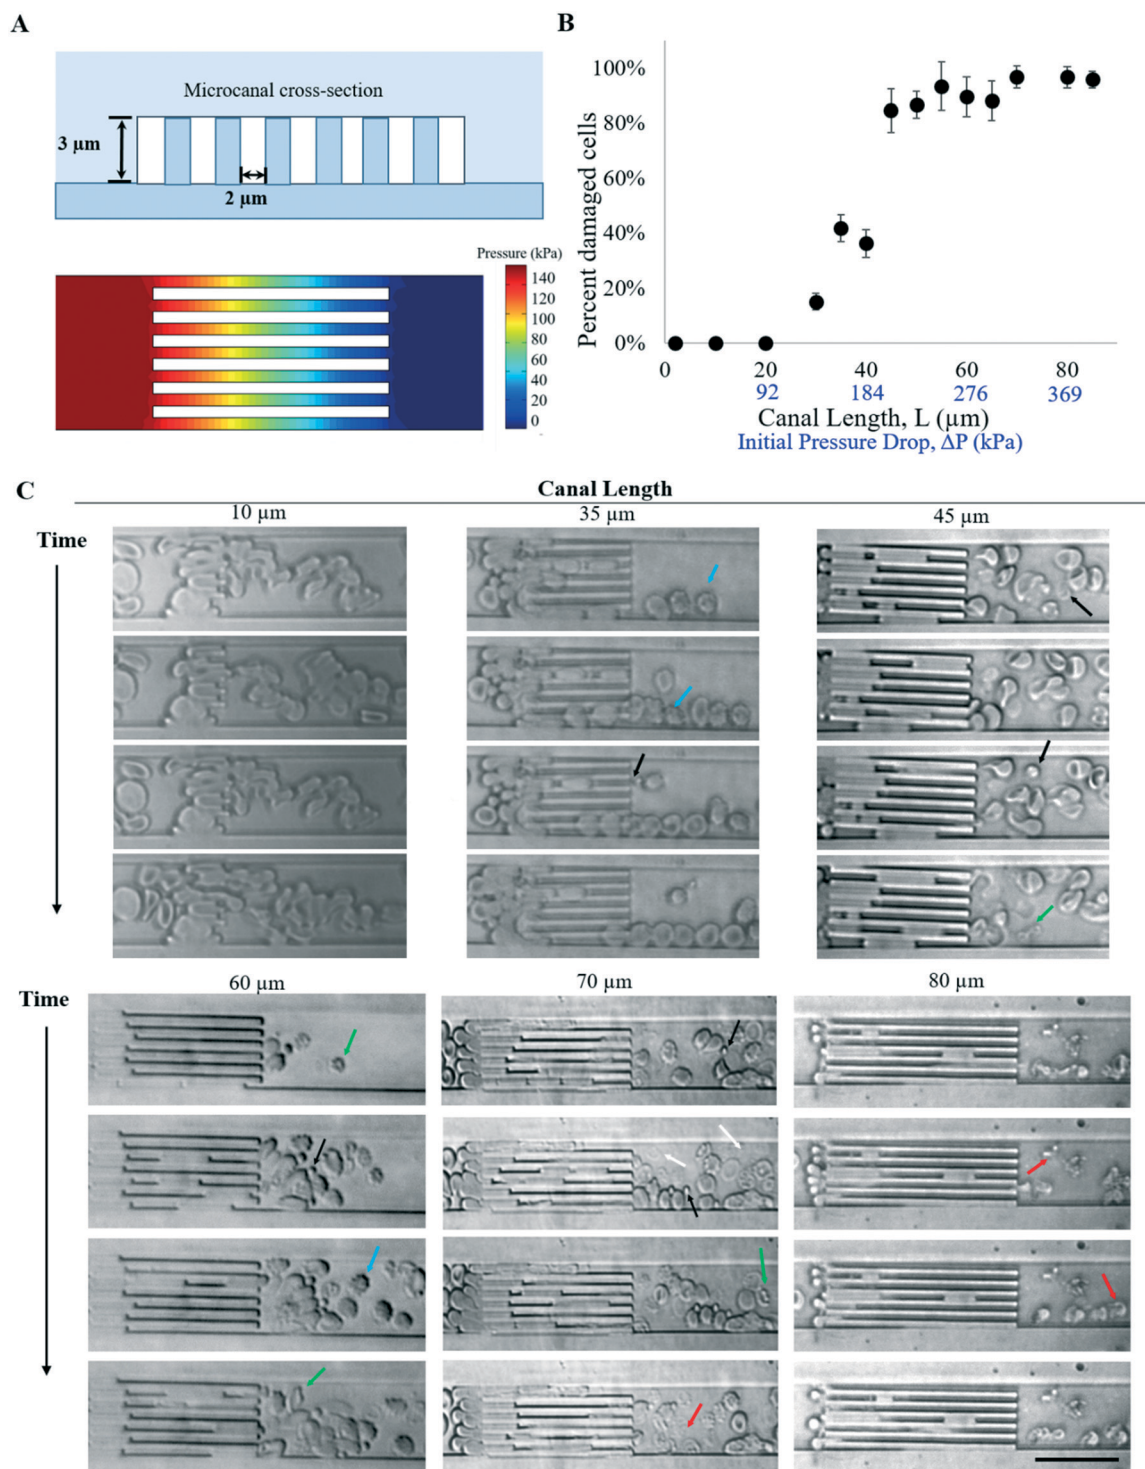 A
Microcanal cross-section
3 µm
2 µm
Pressure (kPa)
140
120
100
80
60
40
20
0
B
Percent damaged cells
100%
80%
60%
40%
20%
0%
0 20 40 60 80
92 184 276 369
Canal Length, L (µm)
Initial Pressure Drop, ΔP (kPa)
C
Canal Length
10 µm 35 µm 45 µm
Time
60 µm 70 µm 80 µm
Time